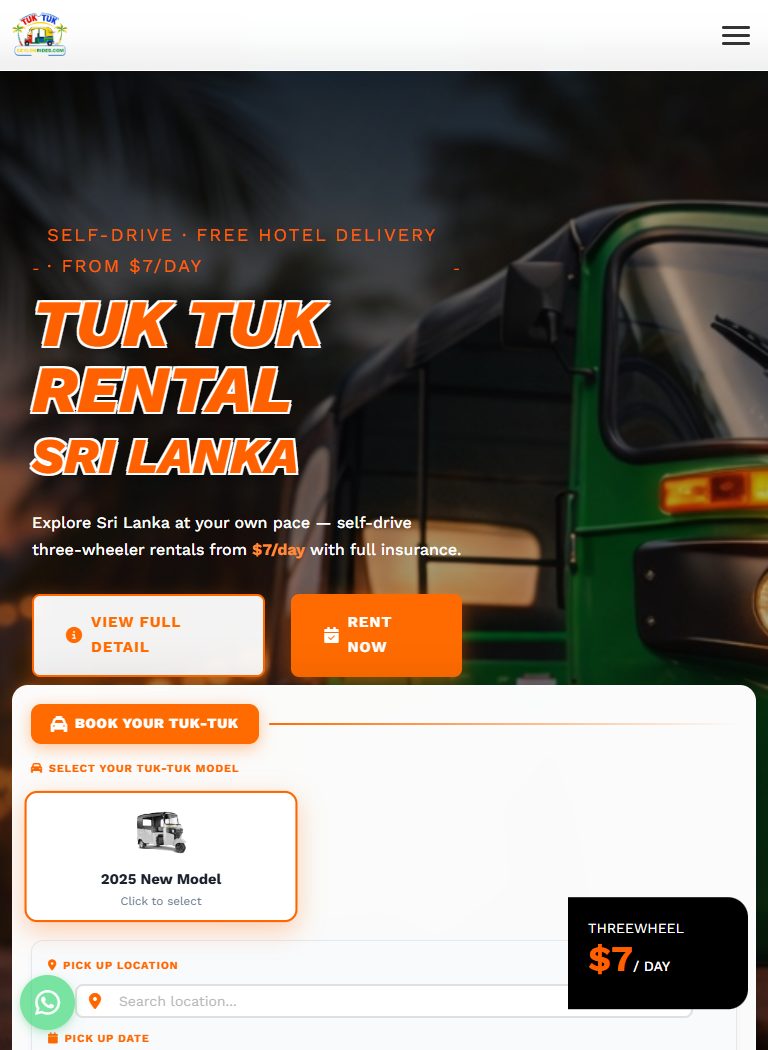 TUK TUK
RIDES.COM
SELF-DRIVE · FREE HOTEL DELIVERY
- · FROM $7/DAY -
TUK TUK
RENTAL
SRI LANKA
Explore Sri Lanka at your own pace — self-drive
three-wheeler rentals from $7/day with full insurance.
VIEW FULL
DETAIL
RENT
NOW
BOOK YOUR TUK-TUK
SELECT YOUR TUK-TUK MODEL
2025 New Model
Click to select
THREEWHEEL
$7/ DAY
PICK UP LOCATION
Search location...
PICK UP DATE